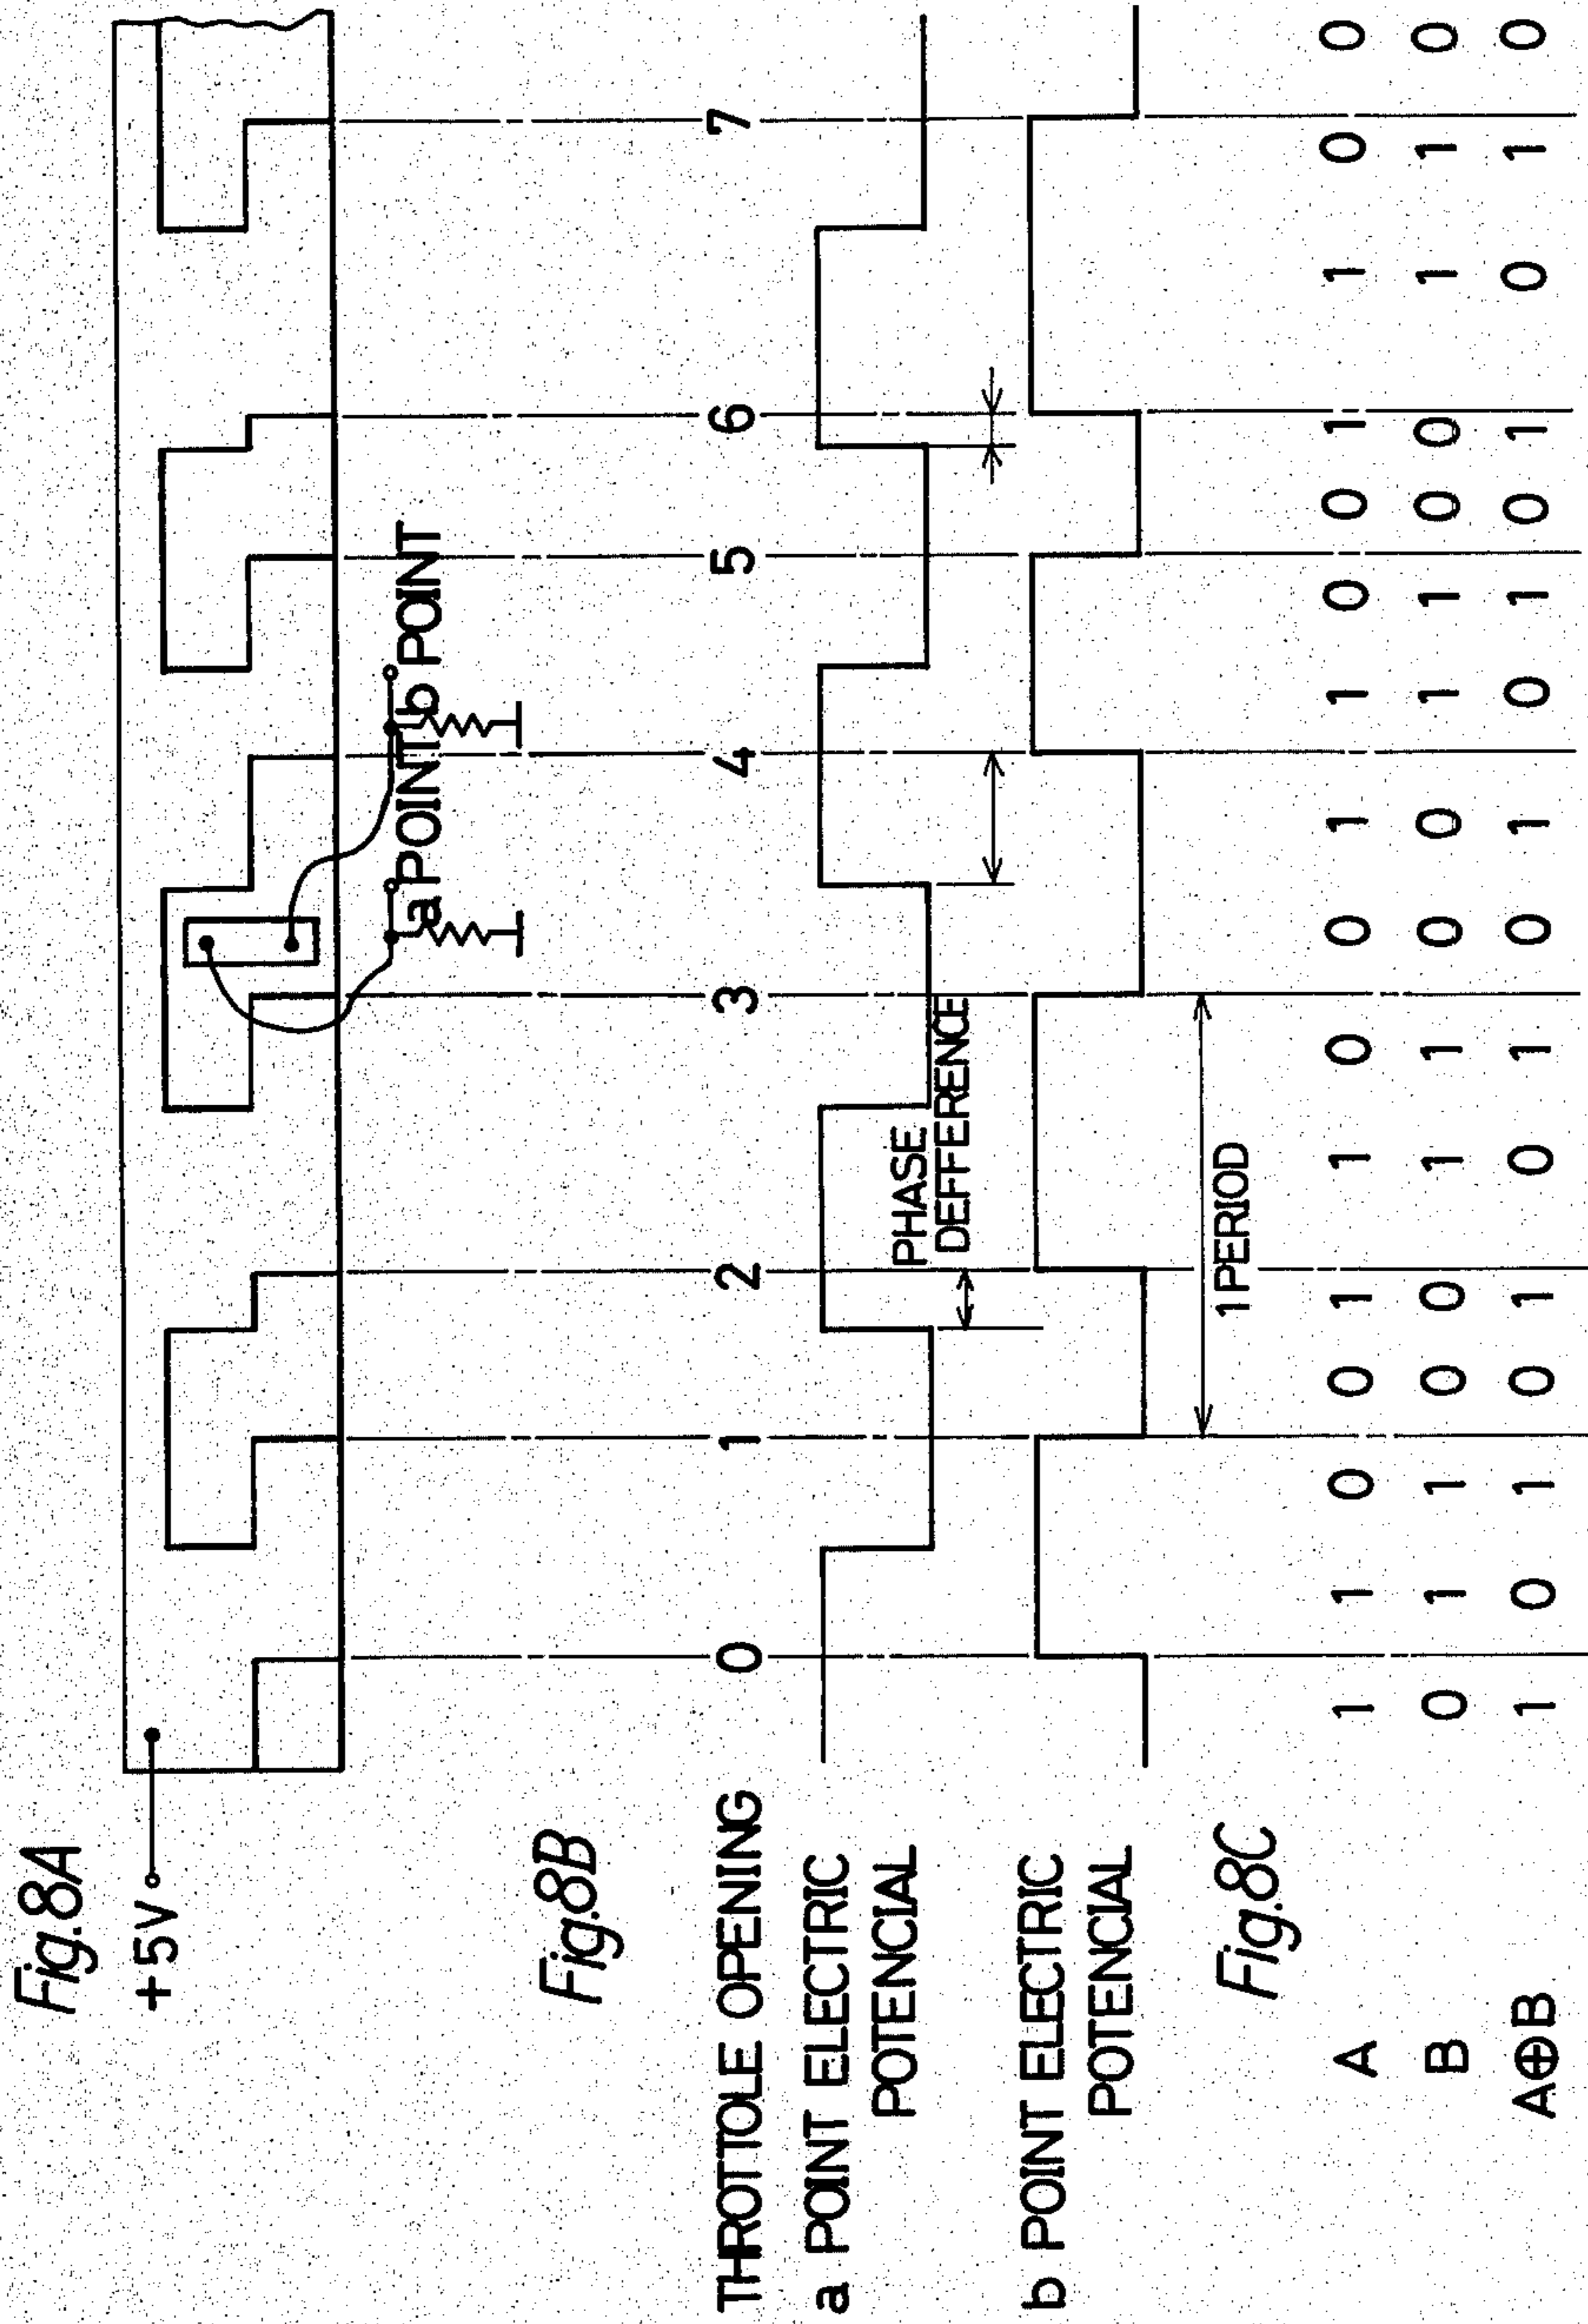 Fig.8A
+5V
a POINT b POINT
Fig.8B
THROTTOLE OPENING 0 1 2 3 4 5 6 7
a POINT ELECTRIC
POTENCIAL
PHASE
DEFFERENCE
b POINT ELECTRIC
POTENCIAL
1 PERIOD
Fig.8C
A 1 1 0 0 1 1 0 0 1 1 0 0 1 1 0 0
B 0 1 1 0 0 1 1 0 0 1 1 0 0 1 1 0
A⊕B 1 0 1 0 1 0 1 0 1 0 1 0 1 0 1 0